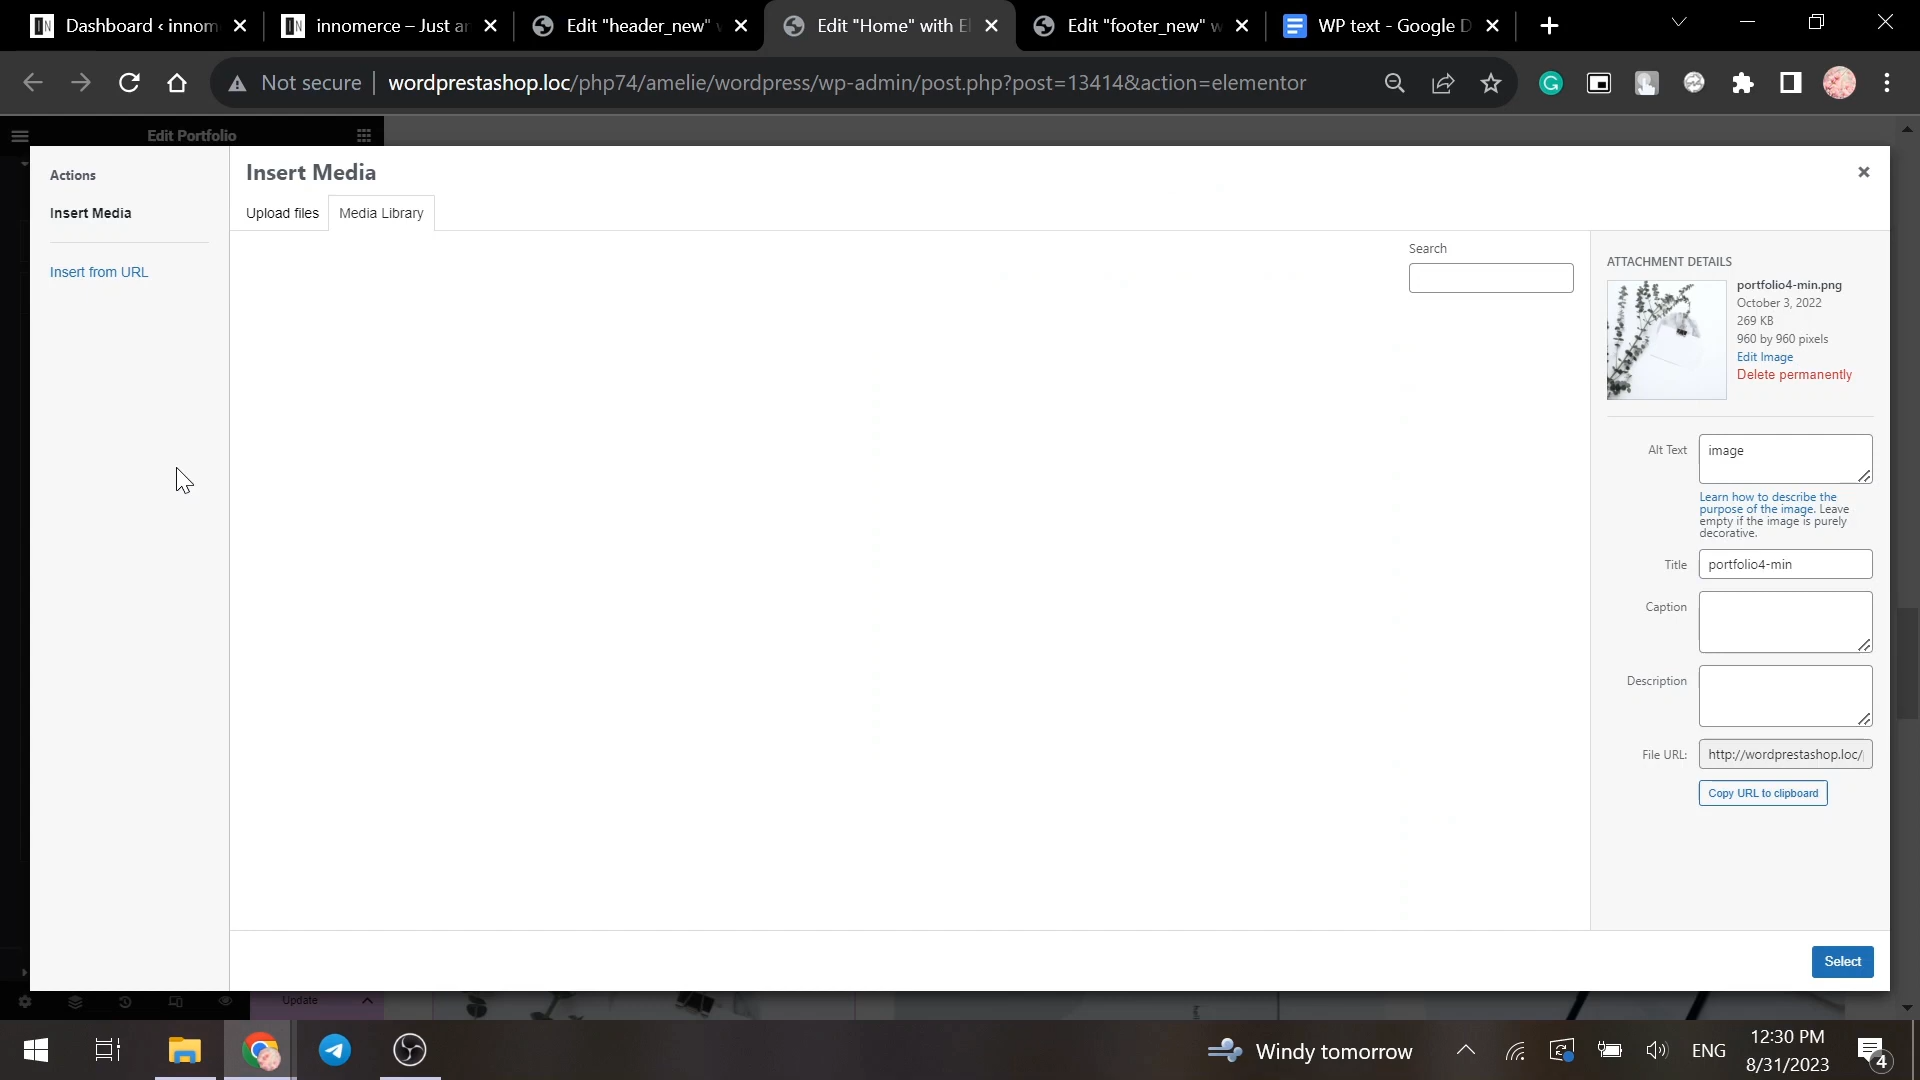 Dashboard ‹ innom
innomerce – Just an
Edit "header_new" w
Edit "Home" with El
Edit "footer_new" w
WP text - Google D
Not secure
wordprestashop.loc/php74/amelie/wordpress/wp-admin/post.php?post=13414&action=elementor
Edit Portfolio
Actions
Insert Media
Insert from URL
Insert Media
Upload files
Media Library
Search
ATTACHMENT DETAILS
portfolio4-min.png
October 3, 2022
269 KB
960 by 960 pixels
Edit Image
Delete permanently
Alt Text
image
Learn how to describe the
purpose of the image. Leave
empty if the image is purely
decorative.
Title
portfolio4-min
Caption
Description
File URL:
http://wordprestashop.loc/
Copy URL to clipboard
Select
Update
Windy tomorrow
ENG
12:30 PM
8/31/2023
4